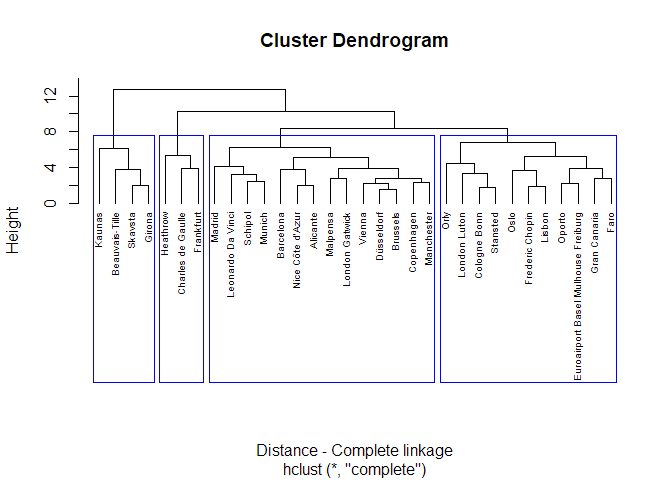 Cluster Dendrogram
Height
0
4
8
12
Kaunas
Beauvais-Tille
Skavsta
Girona
Heathrow
Charles de Gaulle
Frankfurt
Madrid
Leonardo Da Vinci
Schipol
Munich
Barcelona
Nice Côte d'Azur
Alicante
Malpensa
London Gatwick
Vienna
Düsseldorf
Brussels
Copenhagen
Manchester
Orly
London Luton
Cologne Bonn
Stansted
Oslo
Frederic Chopin
Lisbon
Oporto
Euroairport Basel Mulhouse Freiburg
Gran Canaria
Faro
Distance - Complete linkage
hclust (*, "complete")